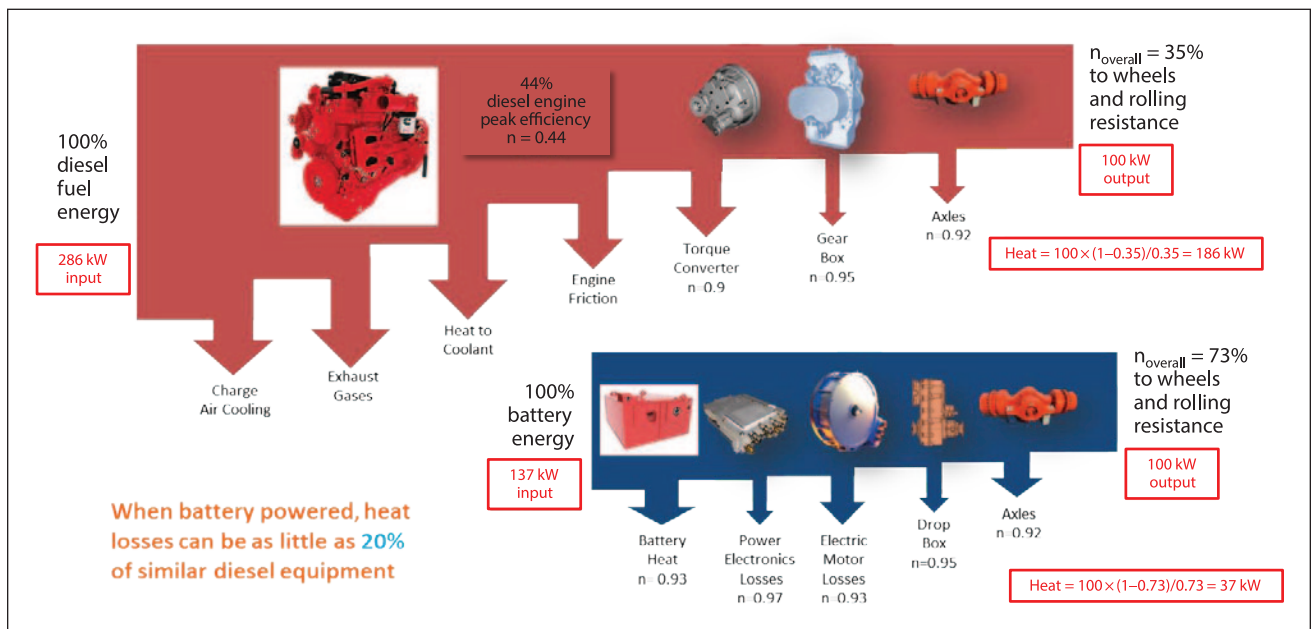 100%
diesel
fuel
energy
286 kW
input
44%
diesel engine
peak efficiency
n = 0.44
Charge
Air Cooling
Exhaust
Gases
Heat to
Coolant
Engine
Friction
Torque
Converter
n=0.9
Gear
Box
n=0.95
Axles
n=0.92
noverall = 35%
to wheels
and rolling
resistance
100 kW
output
Heat = 100 × (1–0.35)/0.35 = 186 kW
100%
battery
energy
137 kW
input
Battery
Heat
n= 0.93
Power
Electronics
Losses
n=0.97
Electric
Motor
Losses
n=0.93
Drop
Box
n=0.95
Axles
n=0.92
noverall = 73%
to wheels
and rolling
resistance
100 kW
output
Heat = 100 × (1–0.73)/0.73 = 37 kW
When battery powered, heat
losses can be as little as 20%
of similar diesel equipment